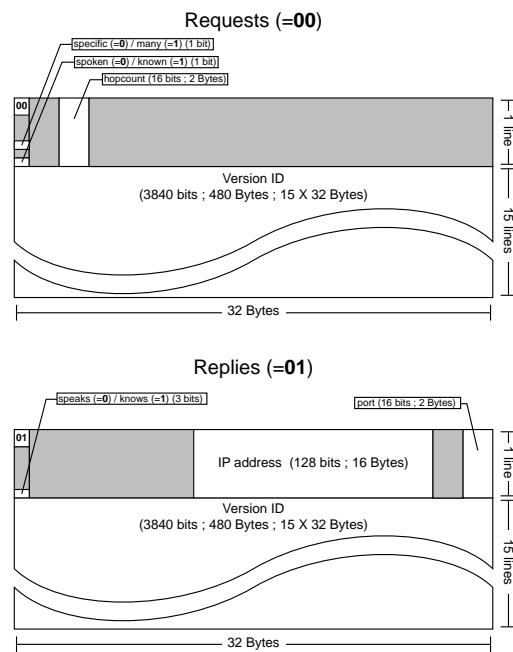 Requests (=00)
specific (=0) / many (=1) (1 bit)
spoken (=0) / known (=1) (1 bit)
hopcount (16 bits ; 2 Bytes)
00
1 line
Version ID
(3840 bits ; 480 Bytes ; 15 X 32 Bytes)
15 lines
32 Bytes
Replies (=01)
speaks (=0) / knows (=1) (3 bits)
port (16 bits ; 2 Bytes)
01
IP address (128 bits ; 16 Bytes)
1 line
Version ID
(3840 bits ; 480 Bytes ; 15 X 32 Bytes)
15 lines
32 Bytes